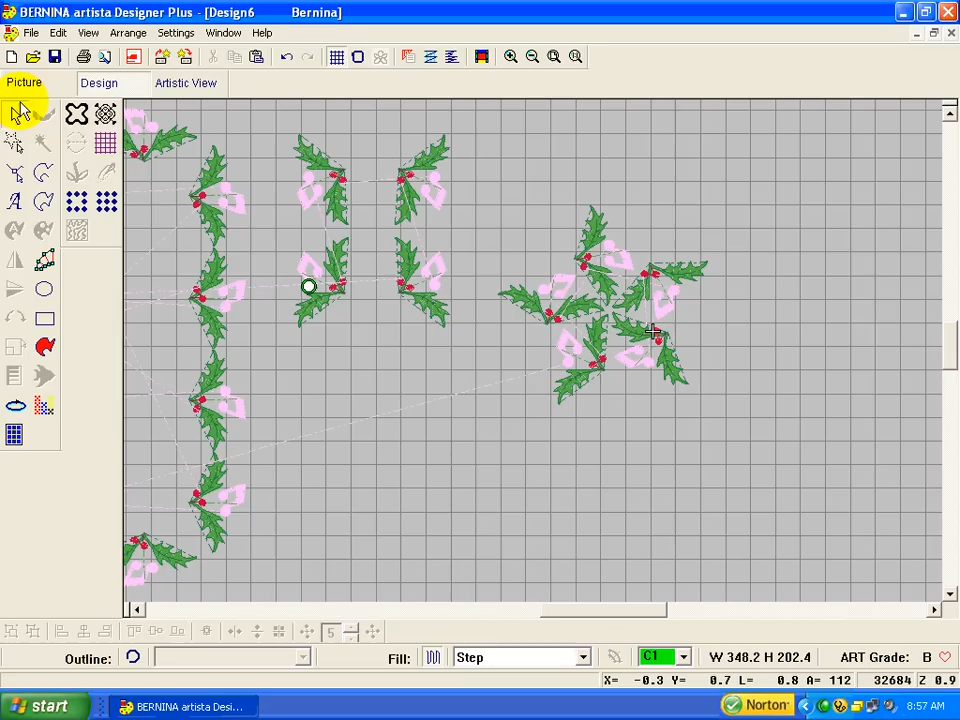 BERNINA artista Designer Plus - [Design6 Bernina]
File Edit View Arrange Settings Window Help
Picture Design Artistic View
A
5
Outline: Fill: Step C1 W 348.2 H 202.4 ART Grade: B
X= -0.3 Y= 0.7 L= 0.8 A= 112 32684 Z 0.9
start BERNINA artista Desi... Norton 8:57 AM